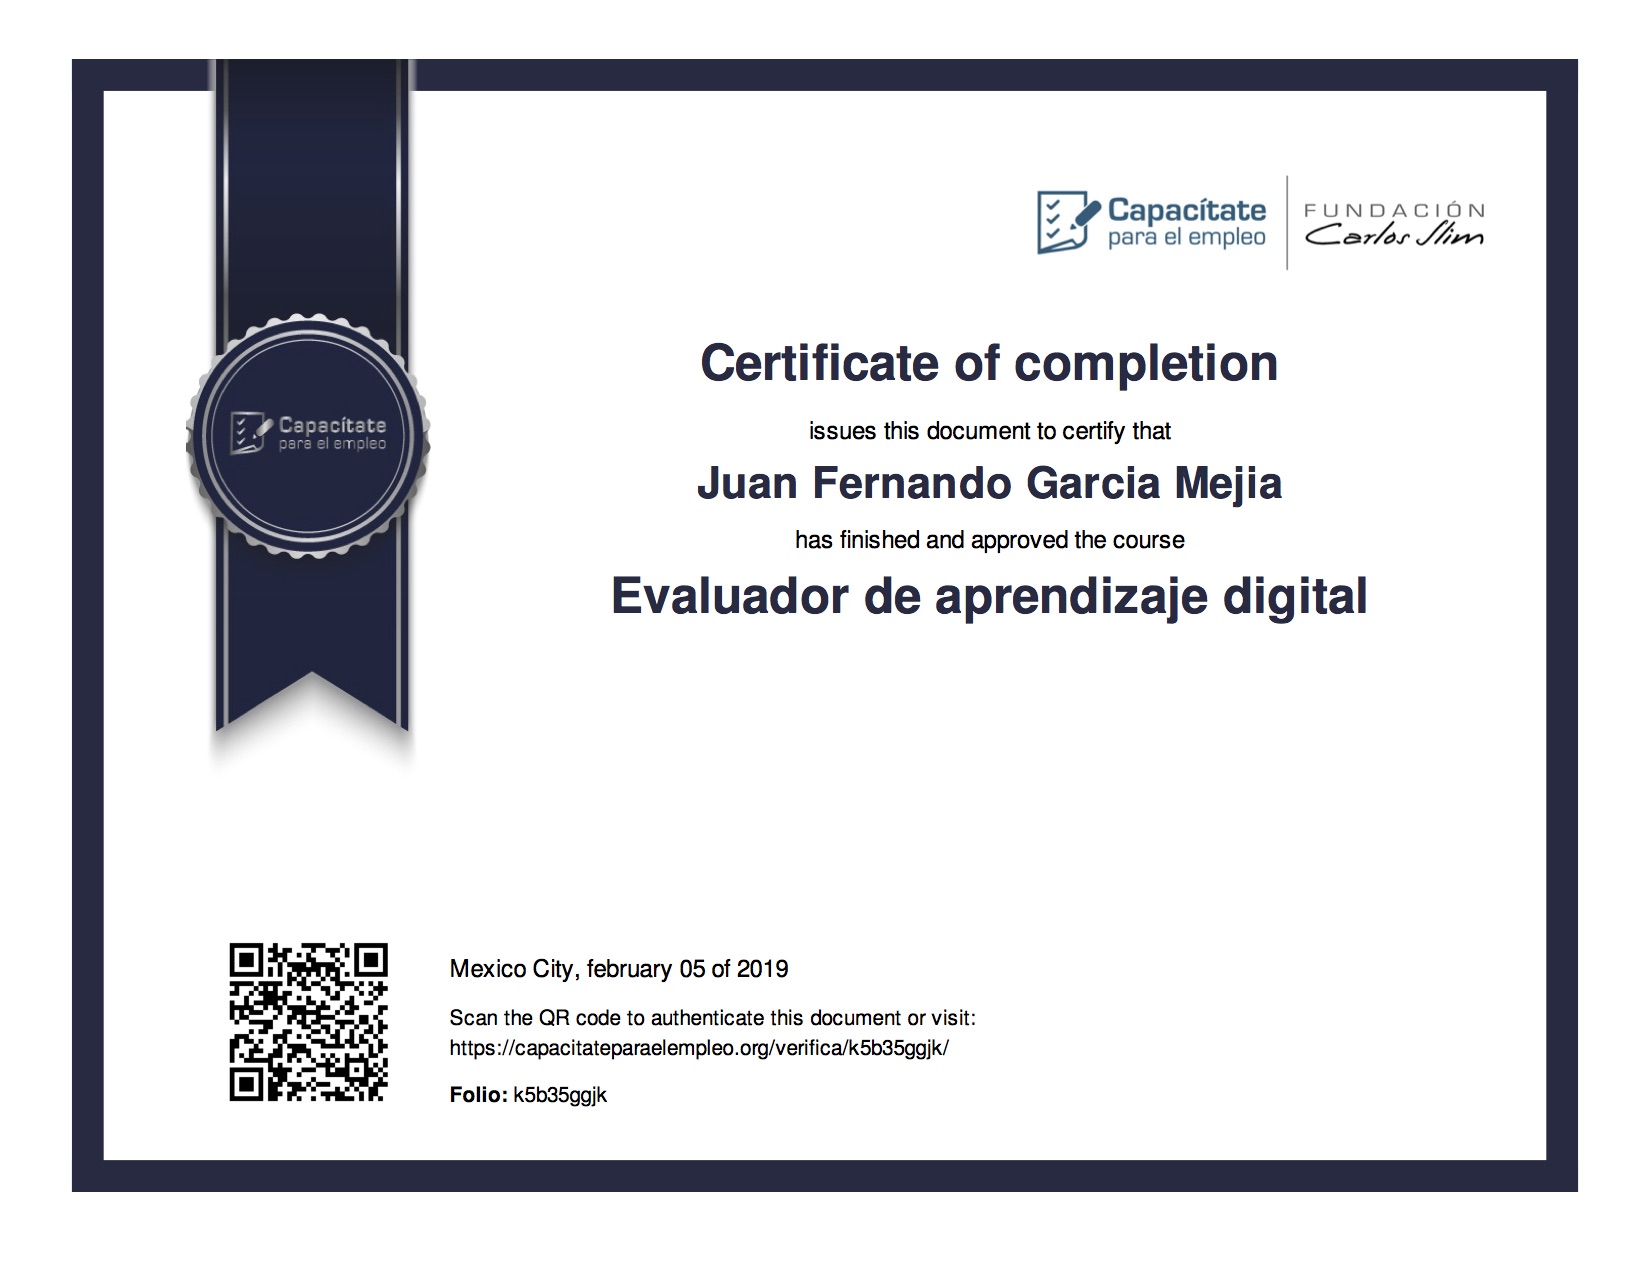 Capacítate
para el empleo
FUNDACIÓN
Carlos Slim
Certificate of completion
issues this document to certify that
Juan Fernando Garcia Mejia
has finished and approved the course
Evaluador de aprendizaje digital
Capacítate
para el empleo
Mexico City, february 05 of 2019
Scan the QR code to authenticate this document or visit:
https://capacitateparaelempleo.org/verifica/k5b35ggjk/
Folio: k5b35ggjk